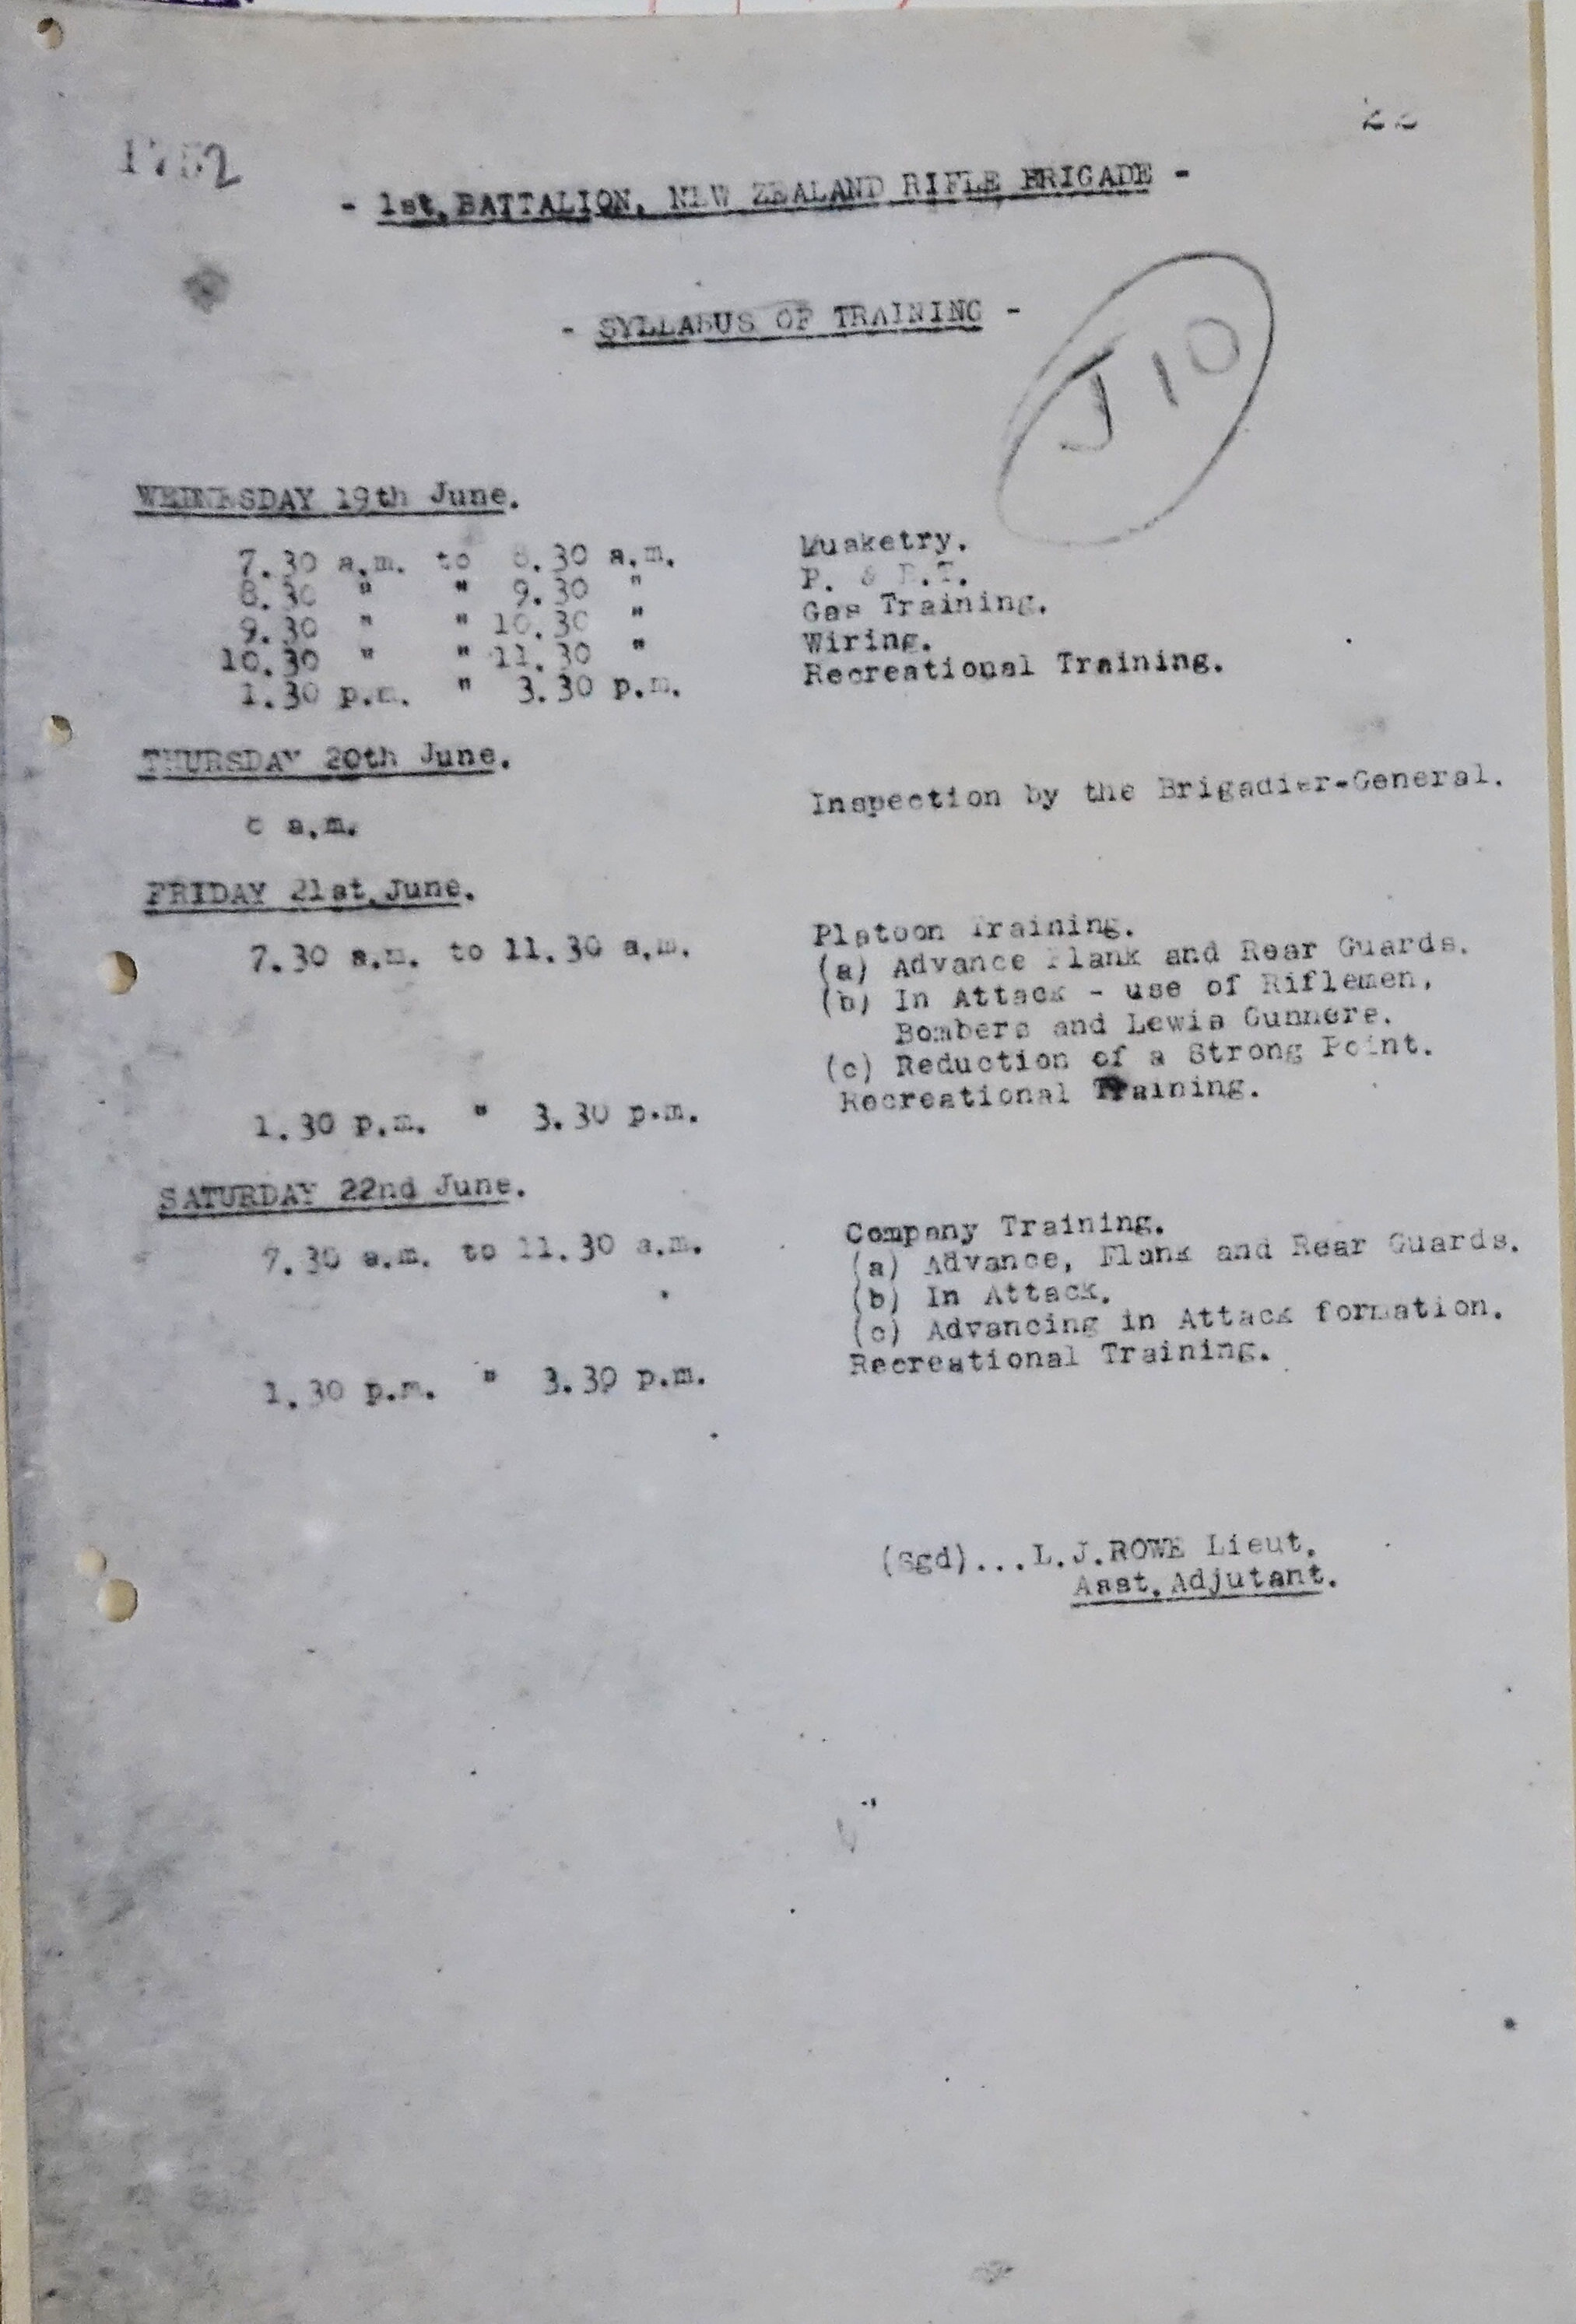 22
- 1st. BATTALION, NEW ZEALAND RIFLE BRIGADE -
- SYLLABUS OF TRAINING -
J 10
WEDNESDAY 19th June.
7.30 a.m. to 8.30 a.m. Musketry.
8.30 " " 9.30 " P. & B.T.
9.30 " " 10.30 " Gas Training.
10.30 " " 11.30 " Wiring.
1.30 p.m. " 3.30 p.m. Recreational Training.
THURSDAY 20th June.
a.m. Inspection by the Brigadier-General.
FRIDAY 21st. June.
7.30 a.m. to 11.30 a.m. Platoon Training.
(a) Advance Flank and Rear Guards.
(b) In Attack - use of Riflemen,
Bombers and Lewis Gunners.
(c) Reduction of a Strong Point.
1.30 p.m. " 3.30 p.m. Recreational Training.
SATURDAY 22nd June.
7.30 a.m. to 11.30 a.m. Company Training.
(a) Advance, Flank and Rear Guards.
(b) In Attack.
(c) Advancing in Attack formation.
1.30 p.m. " 3.30 p.m. Recreational Training.
(Sgd)...L.J.ROWE Lieut.
Asst. Adjutant.